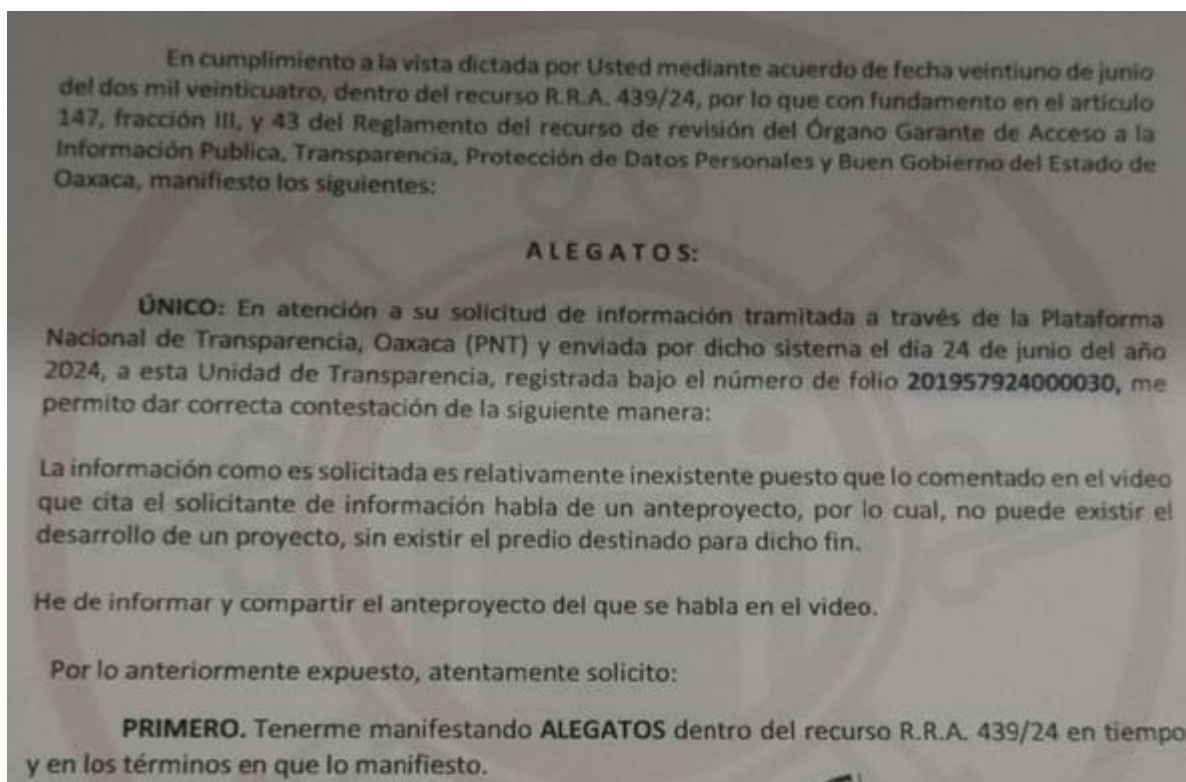 En cumplimiento a la vista dictada por Usted mediante acuerdo de fecha veintiuno de junio
del dos mil veinticuatro, dentro del recurso R.R.A. 439/24, por lo que con fundamento en el artículo
147, fracción III, y 43 del Reglamento del recurso de revisión del Órgano Garante de Acceso a la
Información Publica, Transparencia, Protección de Datos Personales y Buen Gobierno del Estado de
Oaxaca, manifiesto los siguientes:
A L E G A T O S:
ÚNICO: En atención a su solicitud de información tramitada a través de la Plataforma
Nacional de Transparencia, Oaxaca (PNT) y enviada por dicho sistema el día 24 de junio del año
2024, a esta Unidad de Transparencia, registrada bajo el número de folio 201957924000030, me
permito dar correcta contestación de la siguiente manera:
La información como es solicitada es relativamente inexistente puesto que lo comentado en el video
que cita el solicitante de información habla de un anteproyecto, por lo cual, no puede existir el
desarrollo de un proyecto, sin existir el predio destinado para dicho fin.
He de informar y compartir el anteproyecto del que se habla en el video.
Por lo anteriormente expuesto, atentamente solicito:
PRIMERO. Tenerme manifestando ALEGATOS dentro del recurso R.R.A. 439/24 en tiempo
y en los términos en que lo manifiesto.